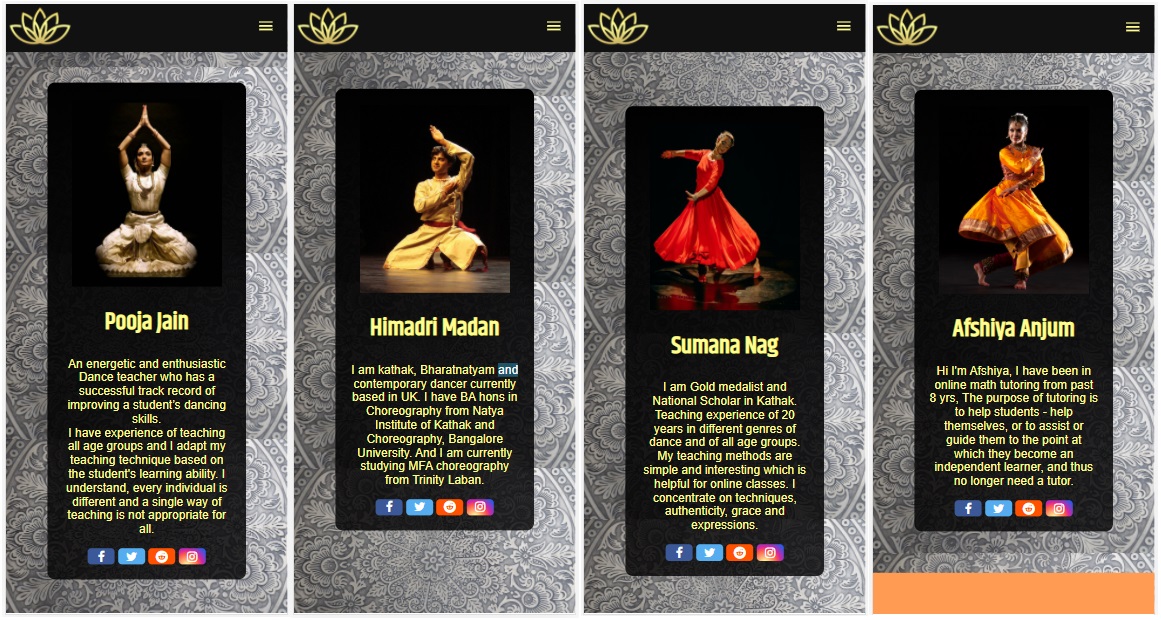 Pooja Jain
An energetic and enthusiastic
Dance teacher who has a
successful track record of
improving a student's dancing
skills.
I have experience of teaching
all age groups and I adapt my
teaching technique based on
the student's learning ability. I
understand, every individual is
different and a single way of
teaching is not appropriate for
all.
Himadri Madan
I am kathak, Bharatnatyam and
contemporary dancer currently
based in UK. I have BA hons in
Choreography from Natya
Institute of Kathak and
Choreography, Bangalore
University. And I am currently
studying MFA choreography
from Trinity Laban.
Sumana Nag
I am Gold medalist and
National Scholar in Kathak.
Teaching experience of 20
years in different genres of
dance and of all age groups.
My teaching methods are
simple and interesting which is
helpful for online classes. I
concentrate on techniques,
authenticity, grace and
expressions.
Afshiya Anjum
Hi I'm Afshiya, I have been in
online math tutoring from past
8 yrs, The purpose of tutoring is
to help students - help
themselves, or to assist or
guide them to the point at
which they become an
independent learner, and thus
no longer need a tutor.